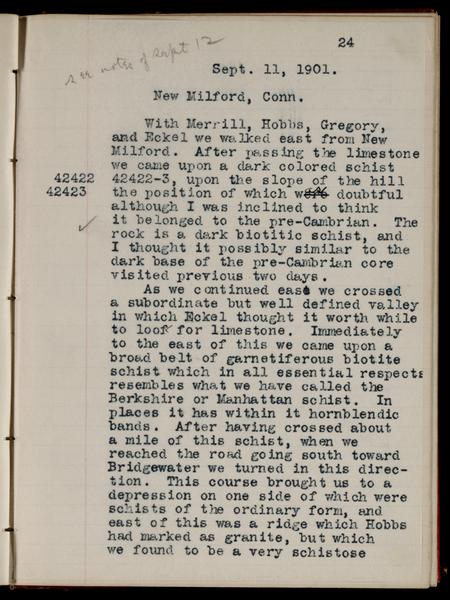 24
see notes of sept 12
Sept. 11, 1901.
New Milford, Conn.
With Merrill, Hobbs, Gregory,
and Eckel we walked east from New
Milford. After passing the limestone
we came upon a dark colored schist
42422 42422-3, upon the slope of the hill
42423 the position of which was doubtful
although I was inclined to think
✓ it belonged to the pre-Cambrian. The
rock is a dark biotitic schist, and
I thought it possibly similar to the
dark base of the pre-Cambrian core
visited previous two days.
As we continued east we crossed
a subordinate but well defined valley
in which Eckel thought it worth while
to look for limestone. Immediately
to the east of this we came upon a
broad belt of garnetiferous biotite
schist which in all essential respects
resembles what we have called the
Berkshire or Manhattan schist. In
places it has within it hornblendic
bands. After having crossed about
a mile of this schist, when we
reached the road going south toward
Bridgewater we turned in this direc-
tion. This course brought us to a
depression on one side of which were
schists of the ordinary form, and
east of this was a ridge which Hobbs
had marked as granite, but which
we found to be a very schistose